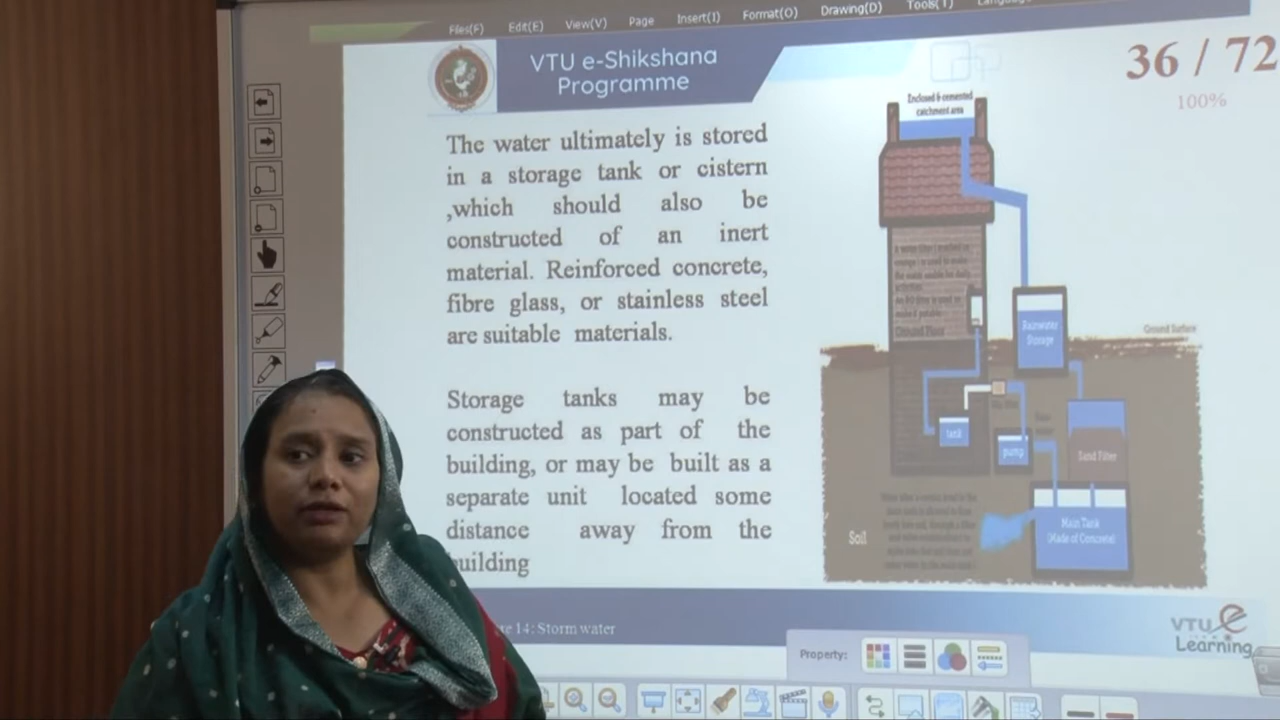 Files(F) Edit(E) View(V) Page Insert(I) Format(O) Drawing(D) Tools(T)
VTU e-Shikshana
Programme
36 / 72
100%
The water ultimately is stored
in a storage tank or cistern
,which should also be
constructed of an inert
material. Reinforced concrete,
fibre glass, or stainless steel
are suitable materials.
Storage tanks may be
constructed as part of the
building, or may be built as a
separate unit located some
distance away from the
Enclosed & cemented
catchment area
Ground Floor
Rainwater
Storage
Ground Surface
tank
pump
Sand Filter
Main Tank
(Made of Concrete)
Soil
14: Storm water
VTU e
Learning
Property: